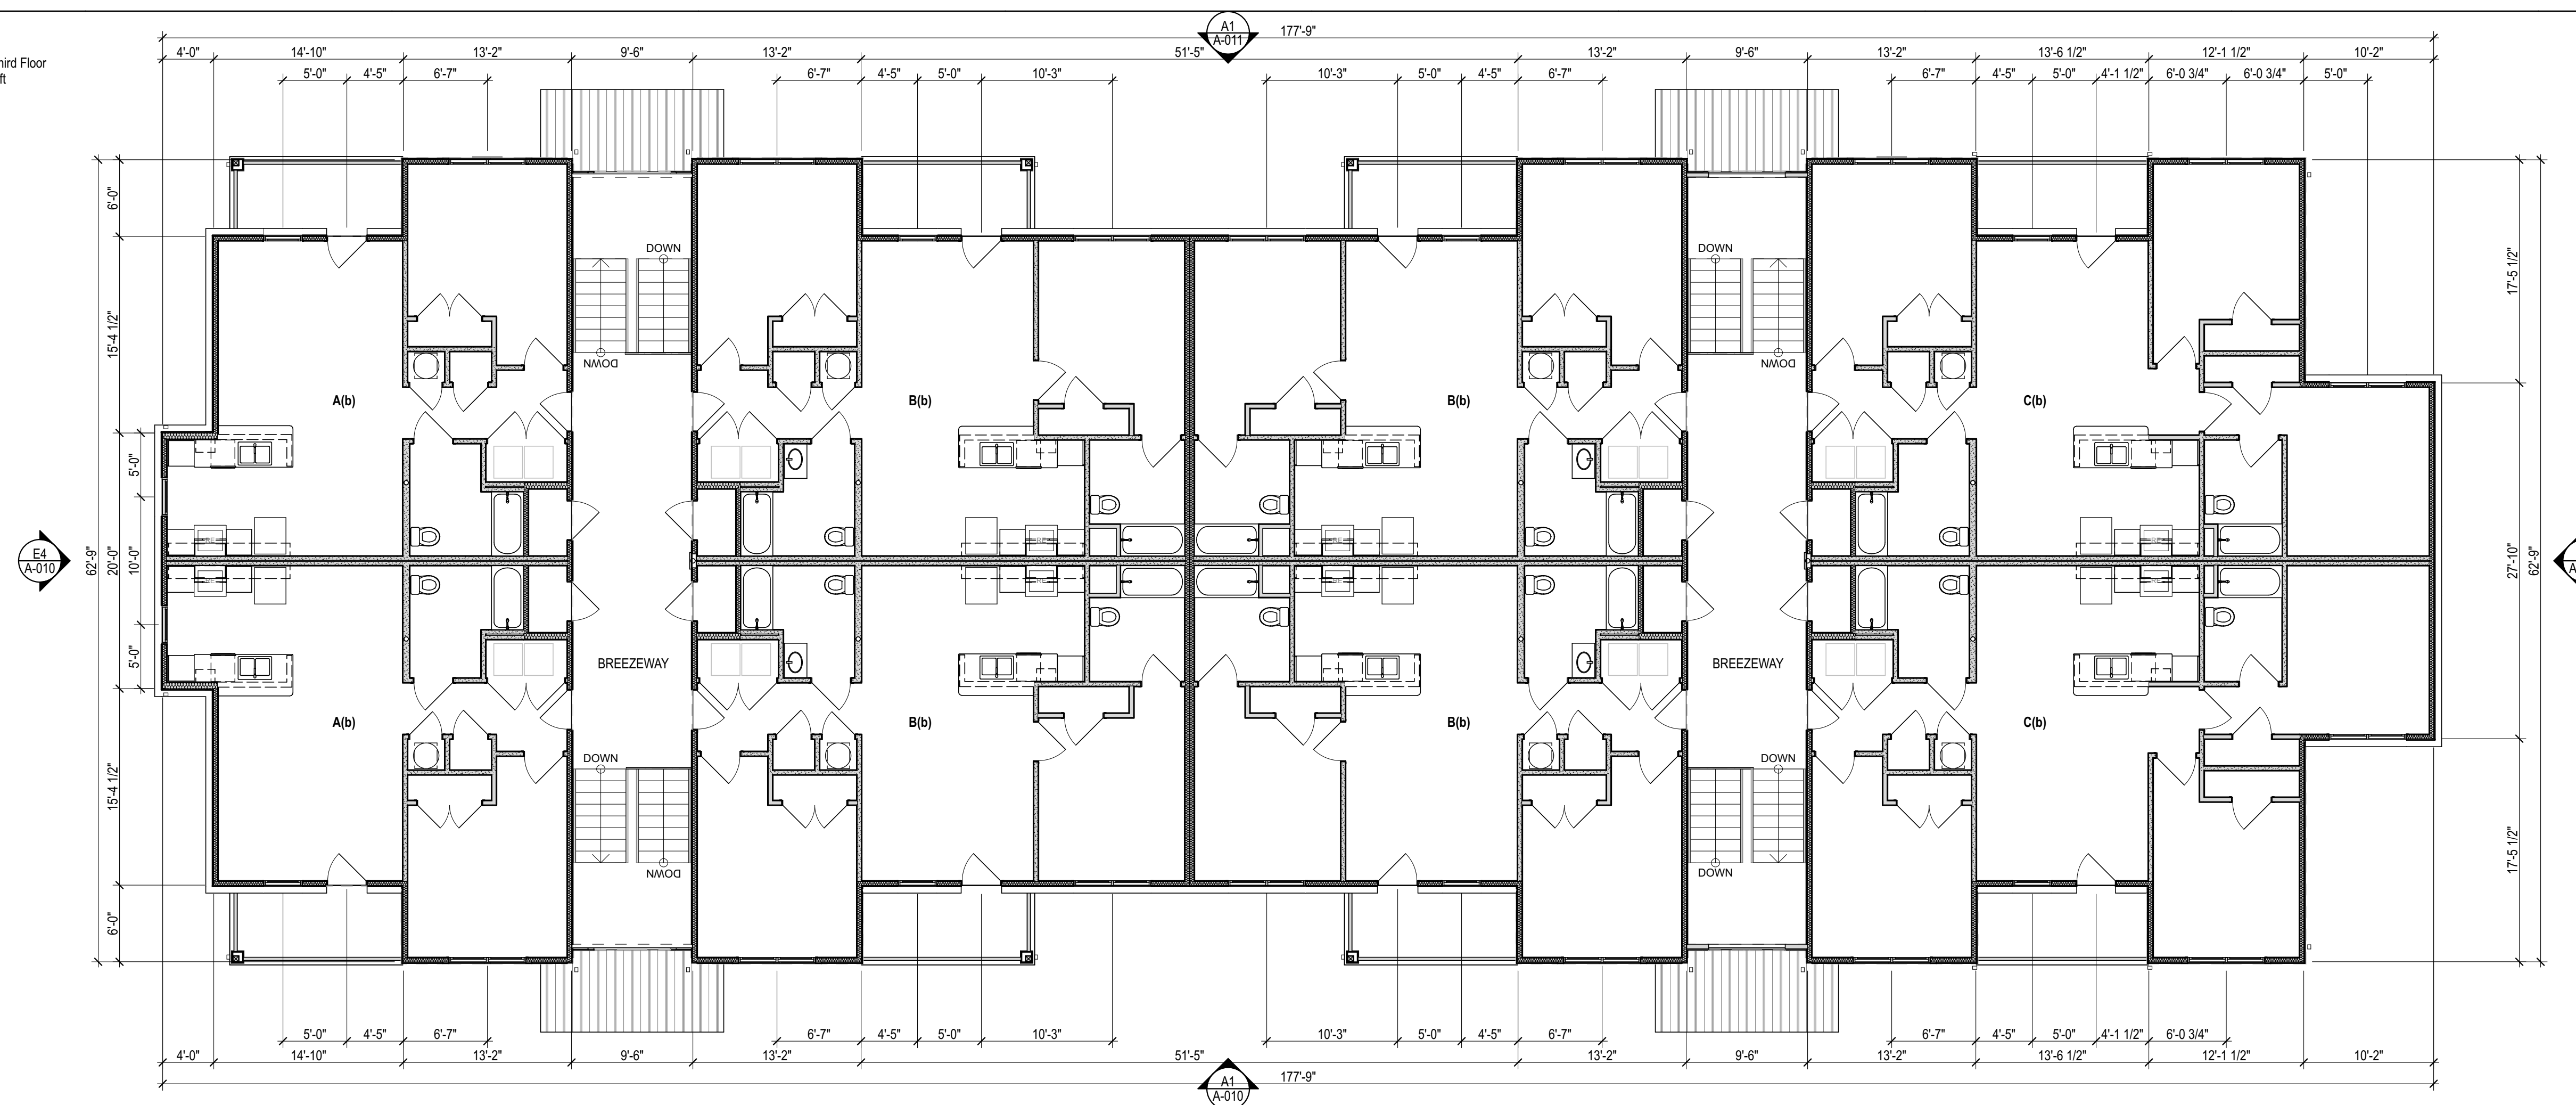 A1
A-011
177'-9"
4'-0" 14'-10" 13'-2" 9'-6" 13'-2" 51'-5" 13'-2" 9'-6" 13'-2" 13'-6 1/2" 12'-1 1/2" 10'-2"
hird Floor
ft
5'-0" 4'-5" 6'-7" 6'-7" 4'-5" 5'-0" 10'-3" 10'-3" 5'-0" 4'-5" 6'-7" 6'-7" 4'-5" 5'-0" 4'-1 1/2" 6'-0 3/4" 6'-0 3/4" 5'-0"
6'-0"
DOWN DOWN
17'-5 1/2"
15'-4 1/2"
DOWN DOWN
A(b) B(b) B(b) C(b)
5'-0"
E4
A-010
62'-9"
20'-0"
10'-0"
27'-10"
62'-9"
A
5'-0"
BREEZEWAY BREEZEWAY
A(b) B(b) B(b) C(b)
DOWN DOWN
15'-4 1/2"
17'-5 1/2"
DOWN DOWN
6'-0"
5'-0" 4'-5" 6'-7" 6'-7" 4'-5" 5'-0" 10'-3" 10'-3" 5'-0" 4'-5" 6'-7" 6'-7" 4'-5" 5'-0" 4'-1 1/2" 6'-0 3/4"
4'-0" 14'-10" 13'-2" 9'-6" 13'-2" 51'-5" 13'-2" 9'-6" 13'-2" 13'-6 1/2" 12'-1 1/2" 10'-2"
177'-9"
A1
A-010